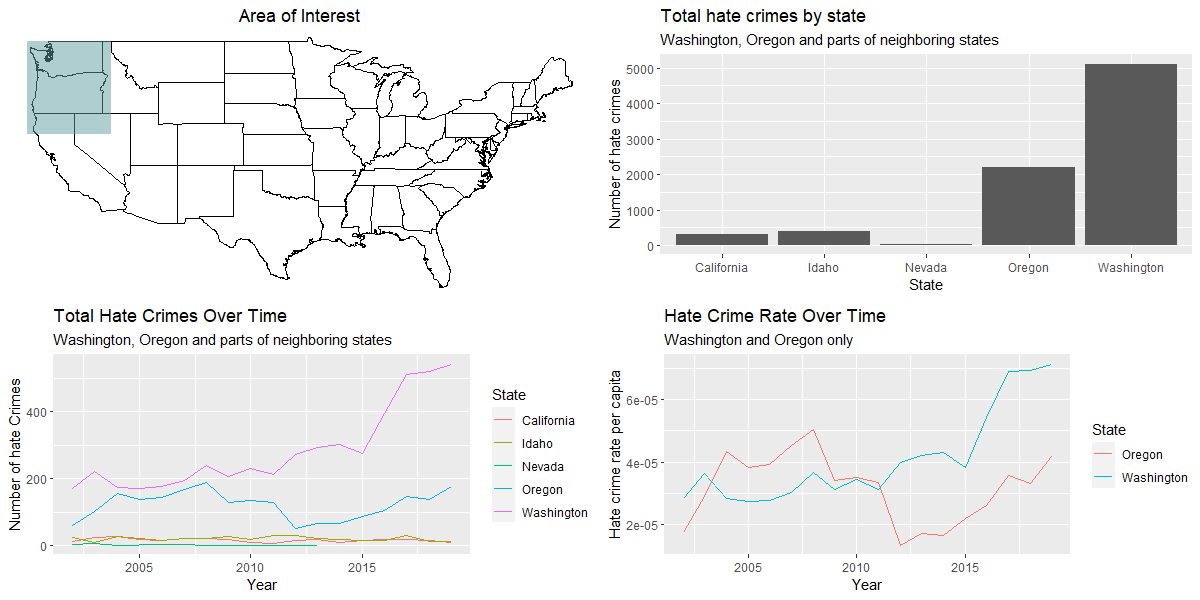 Area of Interest
Total hate crimes by state
Washington, Oregon and parts of neighboring states
Number of hate crimes
5000
4000
3000
2000
1000
0
California
Idaho
Nevada
Oregon
Washington
State
Total Hate Crimes Over Time
Washington, Oregon and parts of neighboring states
Number of hate Crimes
400
200
0
2005
2010
2015
Year
State
California
Idaho
Nevada
Oregon
Washington
Hate Crime Rate Over Time
Washington and Oregon only
Hate crime rate per capita
6e-05
4e-05
2e-05
2005
2010
2015
Year
State
Oregon
Washington